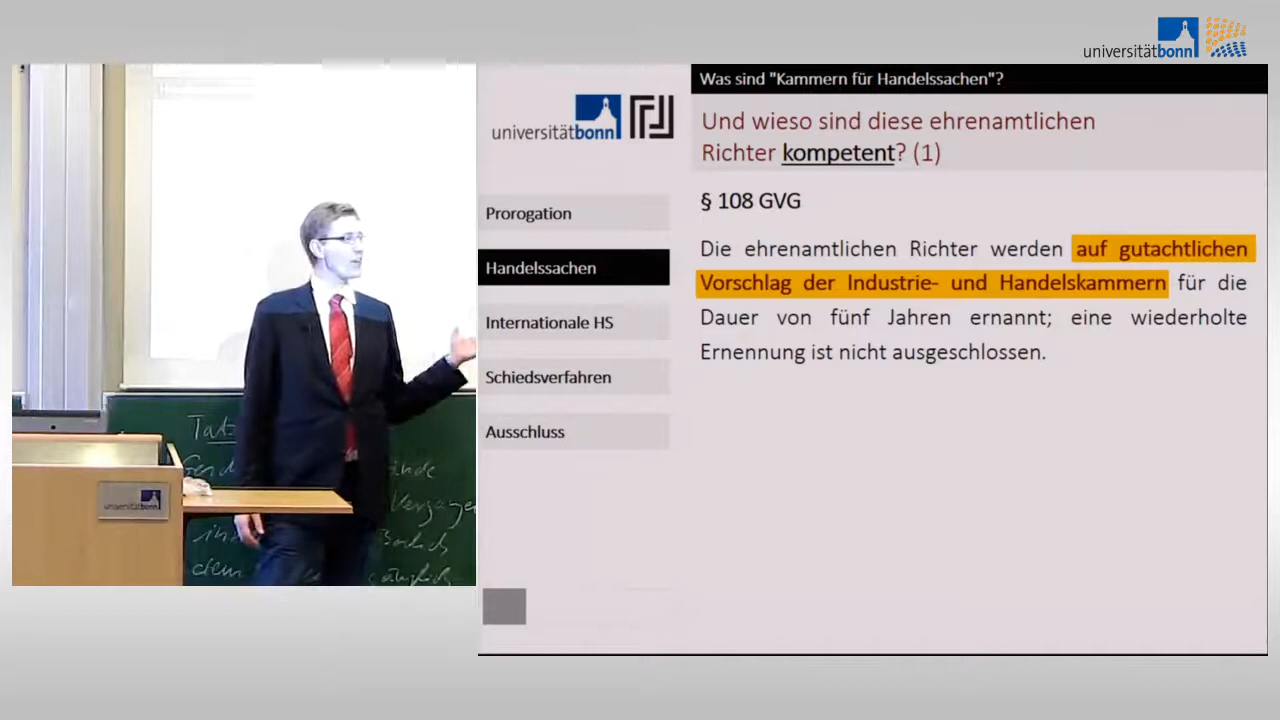 universitätbonn
Was sind "Kammern für Handelssachen"?
universitätbonn
Und wieso sind diese ehrenamtlichen
Richter kompetent? (1)
§ 108 GVG
Die ehrenamtlichen Richter werden auf gutachtlichen
Vorschlag der Industrie- und Handelskammern für die
Dauer von fünf Jahren ernannt; eine wiederholte
Ernennung ist nicht ausgeschlossen.
Prorogation
Handelssachen
Internationale HS
Schiedsverfahren
Ausschluss
universitätbonn